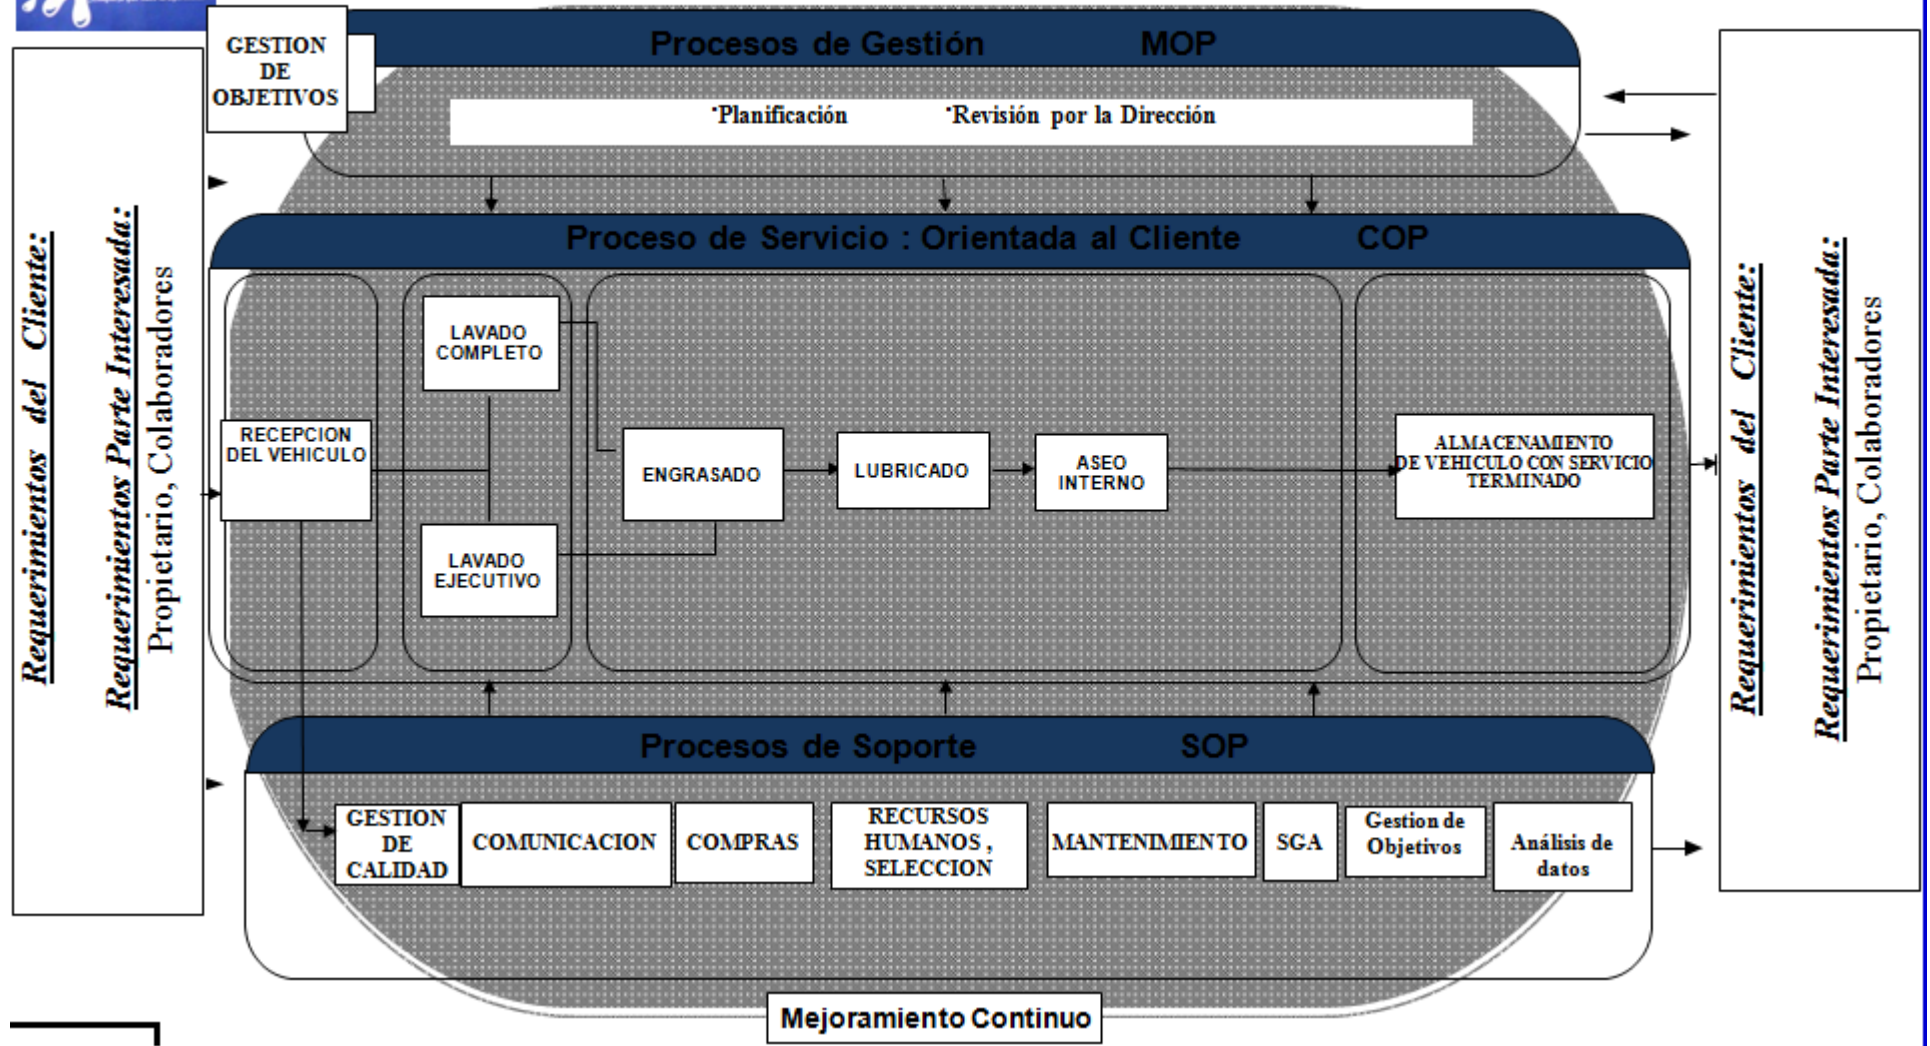 GESTION
DE
OBJETIVOS
Procesos de Gestión MOP
·Planificación ·Revisión por la Dirección
Requerimientos del Cliente:
Requerimientos Parte Interesada:
Propietario, Colaboradores
Proceso de Servicio : Orientada al Cliente COP
RECEPCION
DEL VEHICULO
LAVADO
COMPLETO
LAVADO
EJECUTIVO
ENGRASADO
LUBRICADO
ASEO
INTERNO
ALMACENAMIENTO
DE VEHICULO CON SERVICIO
TERMINADO
Requerimientos del Cliente:
Requerimientos Parte Interesada:
Propietario, Colaboradores
Procesos de Soporte SOP
GESTION
DE
CALIDAD
COMUNICACION
COMPRAS
RECURSOS
HUMANOS ,
SELECCION
MANTENIMIENTO
SGA
Gestion de
Objetivos
Análisis de
datos
Mejoramiento Continuo